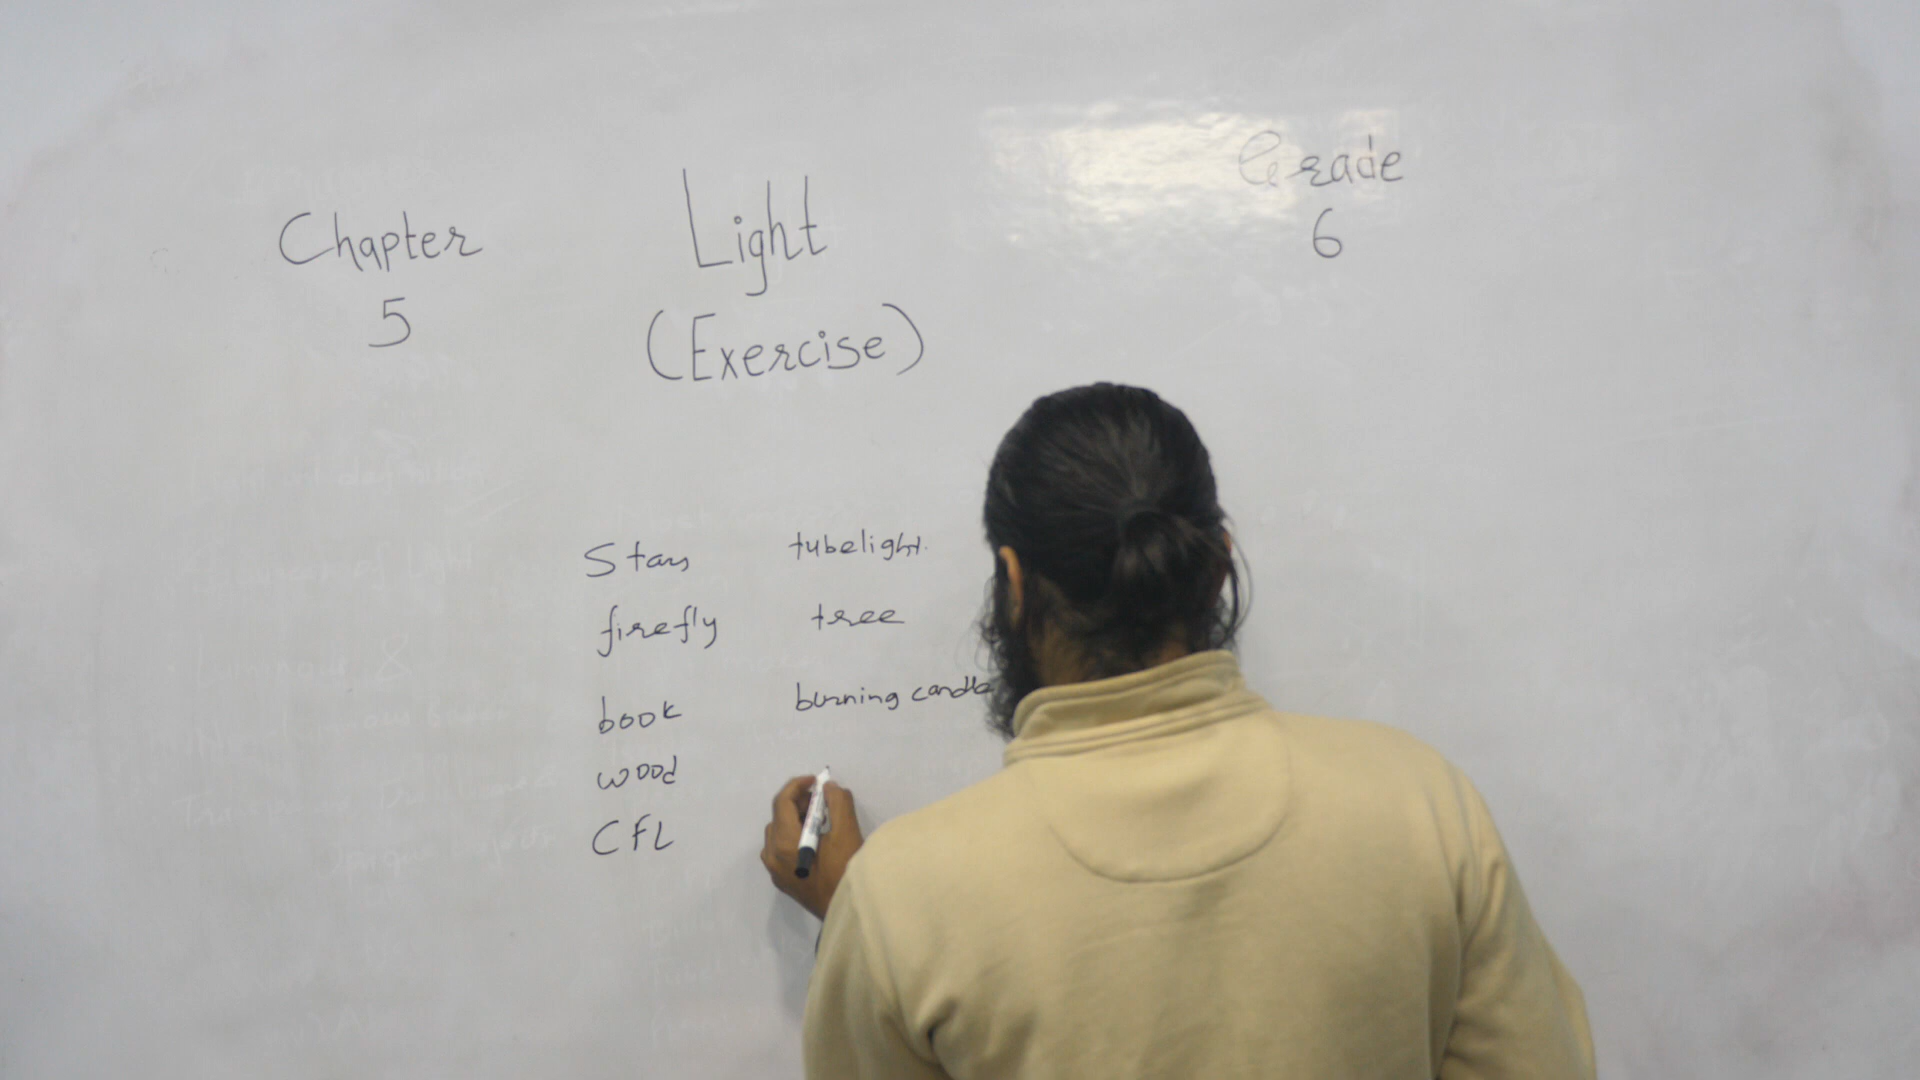 Chapter
5
Light
(Exercise)
Grade
6
Stars tubelight.
firefly tree
book burning candle
wood
CFL